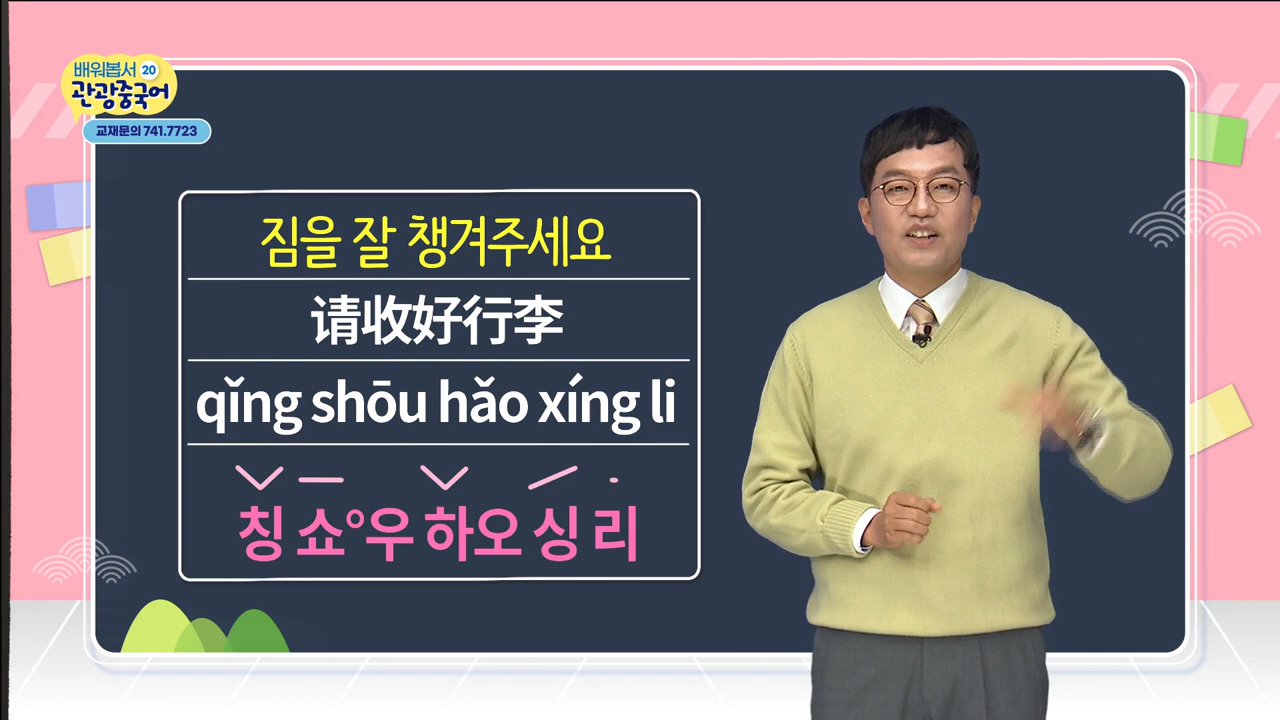 배워봅서 20
관광중국어
교재문의 741.7723
짐을 잘 챙겨주세요
请收好行李
qǐng shōu hǎo xíng li
칭 쇼°우 하오 싱 리